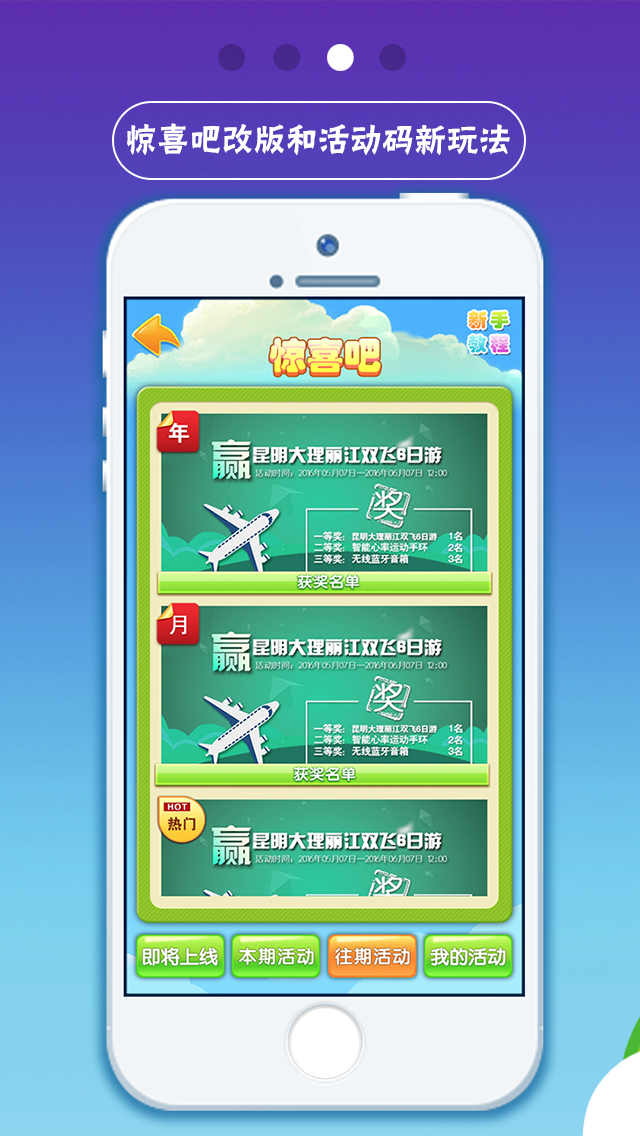 惊喜吧改版和活动码新玩法
新手
教程
惊喜吧
年
赢昆明大理丽江双飞6日游
活动时间：2016年05月07日—2016年06月07日 12:00
奖
一等奖：昆明大理丽江双飞6日游 1名
二等奖：智能心率运动手环 2名
三等奖：无线蓝牙音箱 3名
获奖名单
月
赢昆明大理丽江双飞6日游
活动时间：2016年05月07日—2016年06月07日 12:00
奖
一等奖：昆明大理丽江双飞6日游 1名
二等奖：智能心率运动手环 2名
三等奖：无线蓝牙音箱 3名
获奖名单
HOT
热门
赢昆明大理丽江双飞6日游
活动时间：2016年05月07日—2016年06月07日 12:00
奖
即将上线 本期活动 往期活动 我的活动